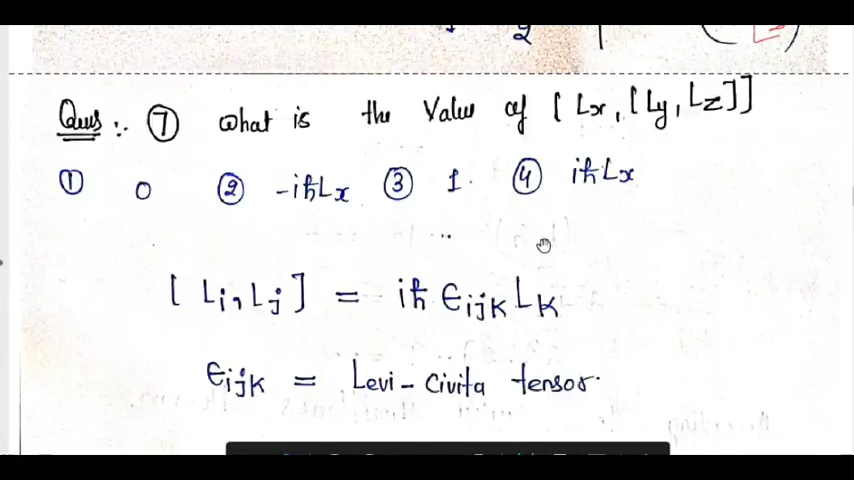 2
Ques :- ⑦ what is the Value of [ Lx, [Ly, Lz]]
① 0 ② -iħLx ③ 1. ④ iħLx
[ Li, Lj ] = iħ ϵijk Lk
ϵijk = Levi - Civita tensor.